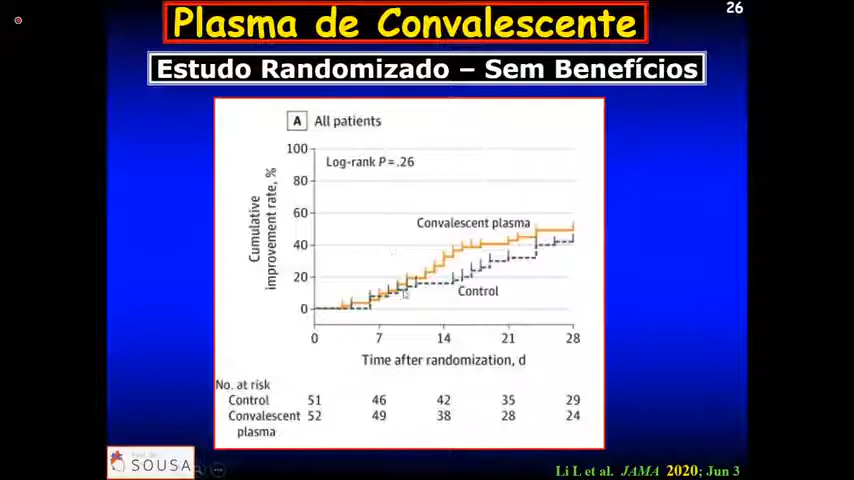 26
Plasma de Convalescente
Estudo Randomizado – Sem Benefícios
A All patients
Log-rank P = .26
Cumulative
improvement rate, %
100
80
60
40
20
0
Convalescent plasma
Control
0 7 14 21 28
Time after randomization, d
No. at risk
Control 51 46 42 35 29
Convalescent 52 49 38 28 24
plasma
SOUSA
Li L et al. JAMA 2020; Jun 3